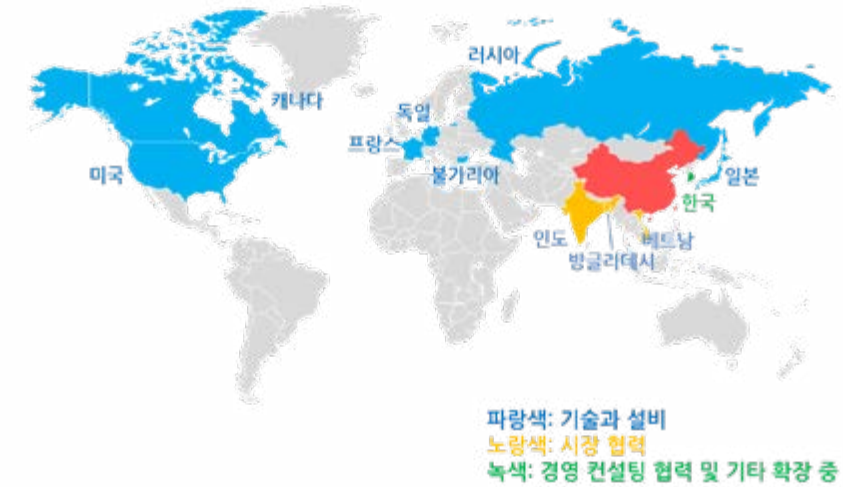 러시아
캐나다
독일
프랑스
미국
불가리아
일본
한국
인도
베트남
방글라데시
파랑색: 기술과 설비
노랑색: 시장 협력
녹색: 경영 컨설팅 협력 및 기타 확장 중